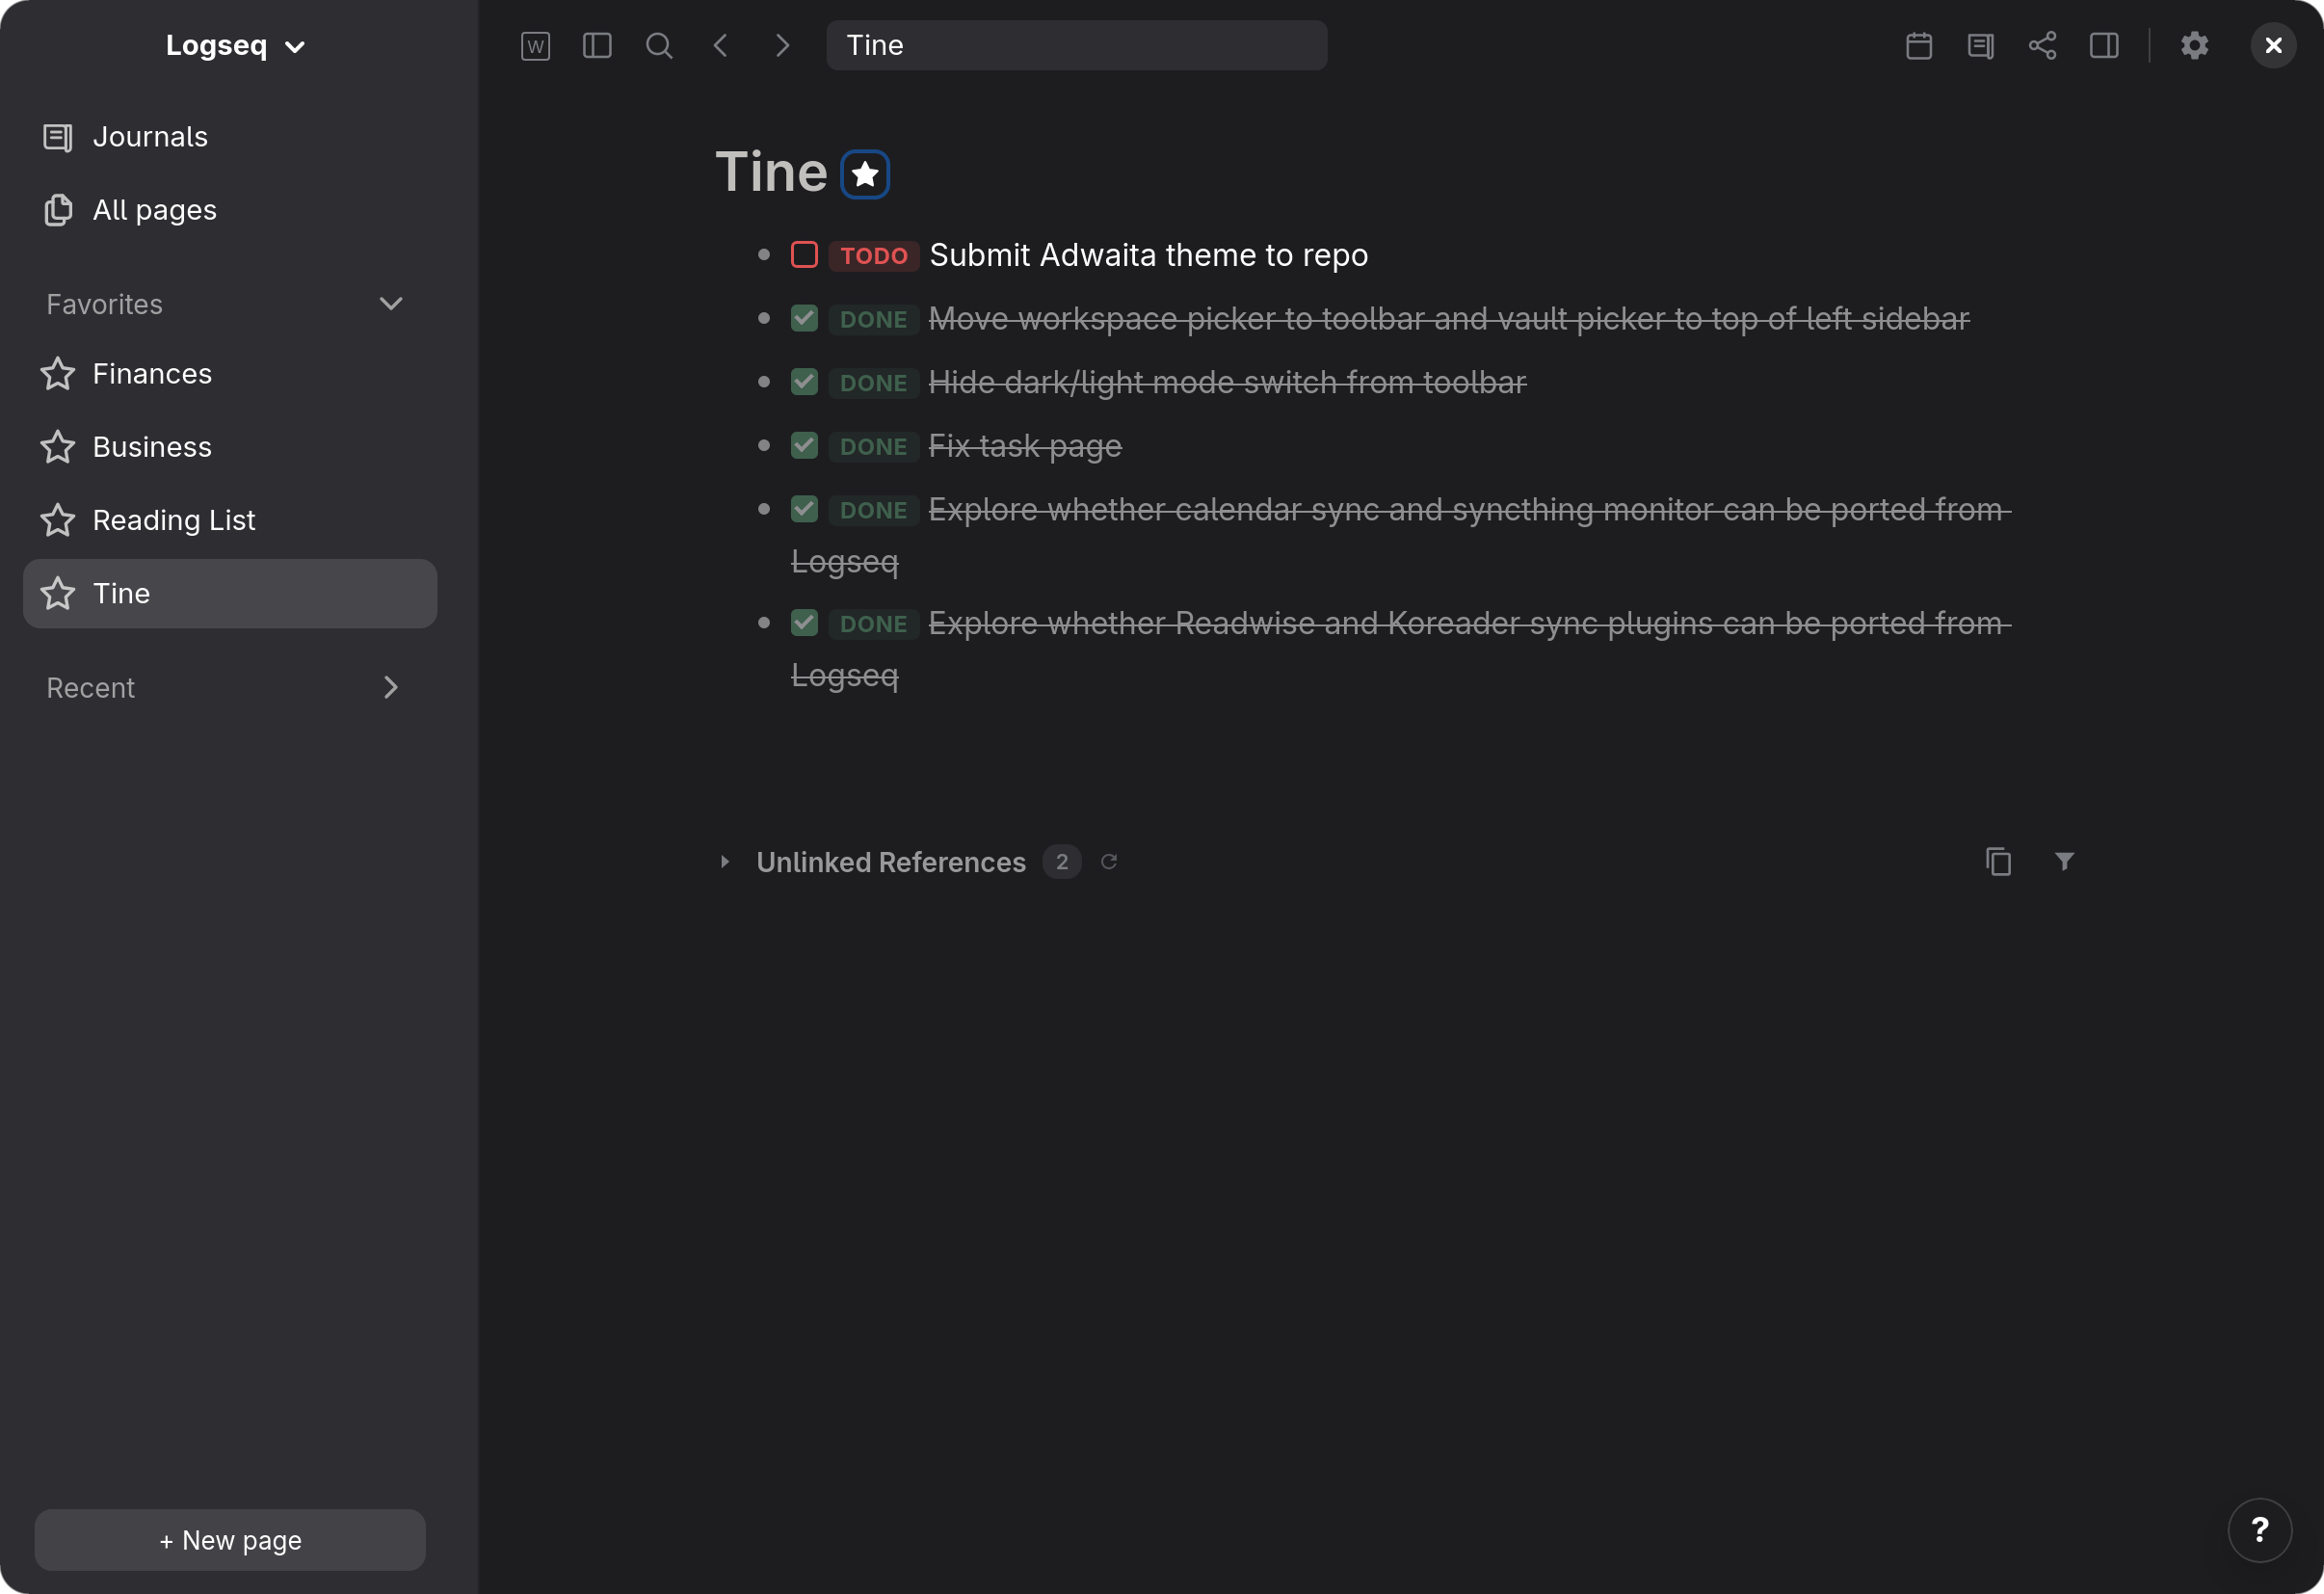 Logseq
W
Tine
Journals
All pages
Favorites
Finances
Business
Reading List
Tine
Recent
+ New page
Tine
TODO Submit Adwaita theme to repo
DONE Move workspace picker to toolbar and vault picker to top of left sidebar
DONE Hide dark/light mode switch from toolbar
DONE Fix task page
DONE Explore whether calendar sync and syncthing monitor can be ported from
Logseq
DONE Explore whether Readwise and Koreader sync plugins can be ported from
Logseq
Unlinked References 2
?